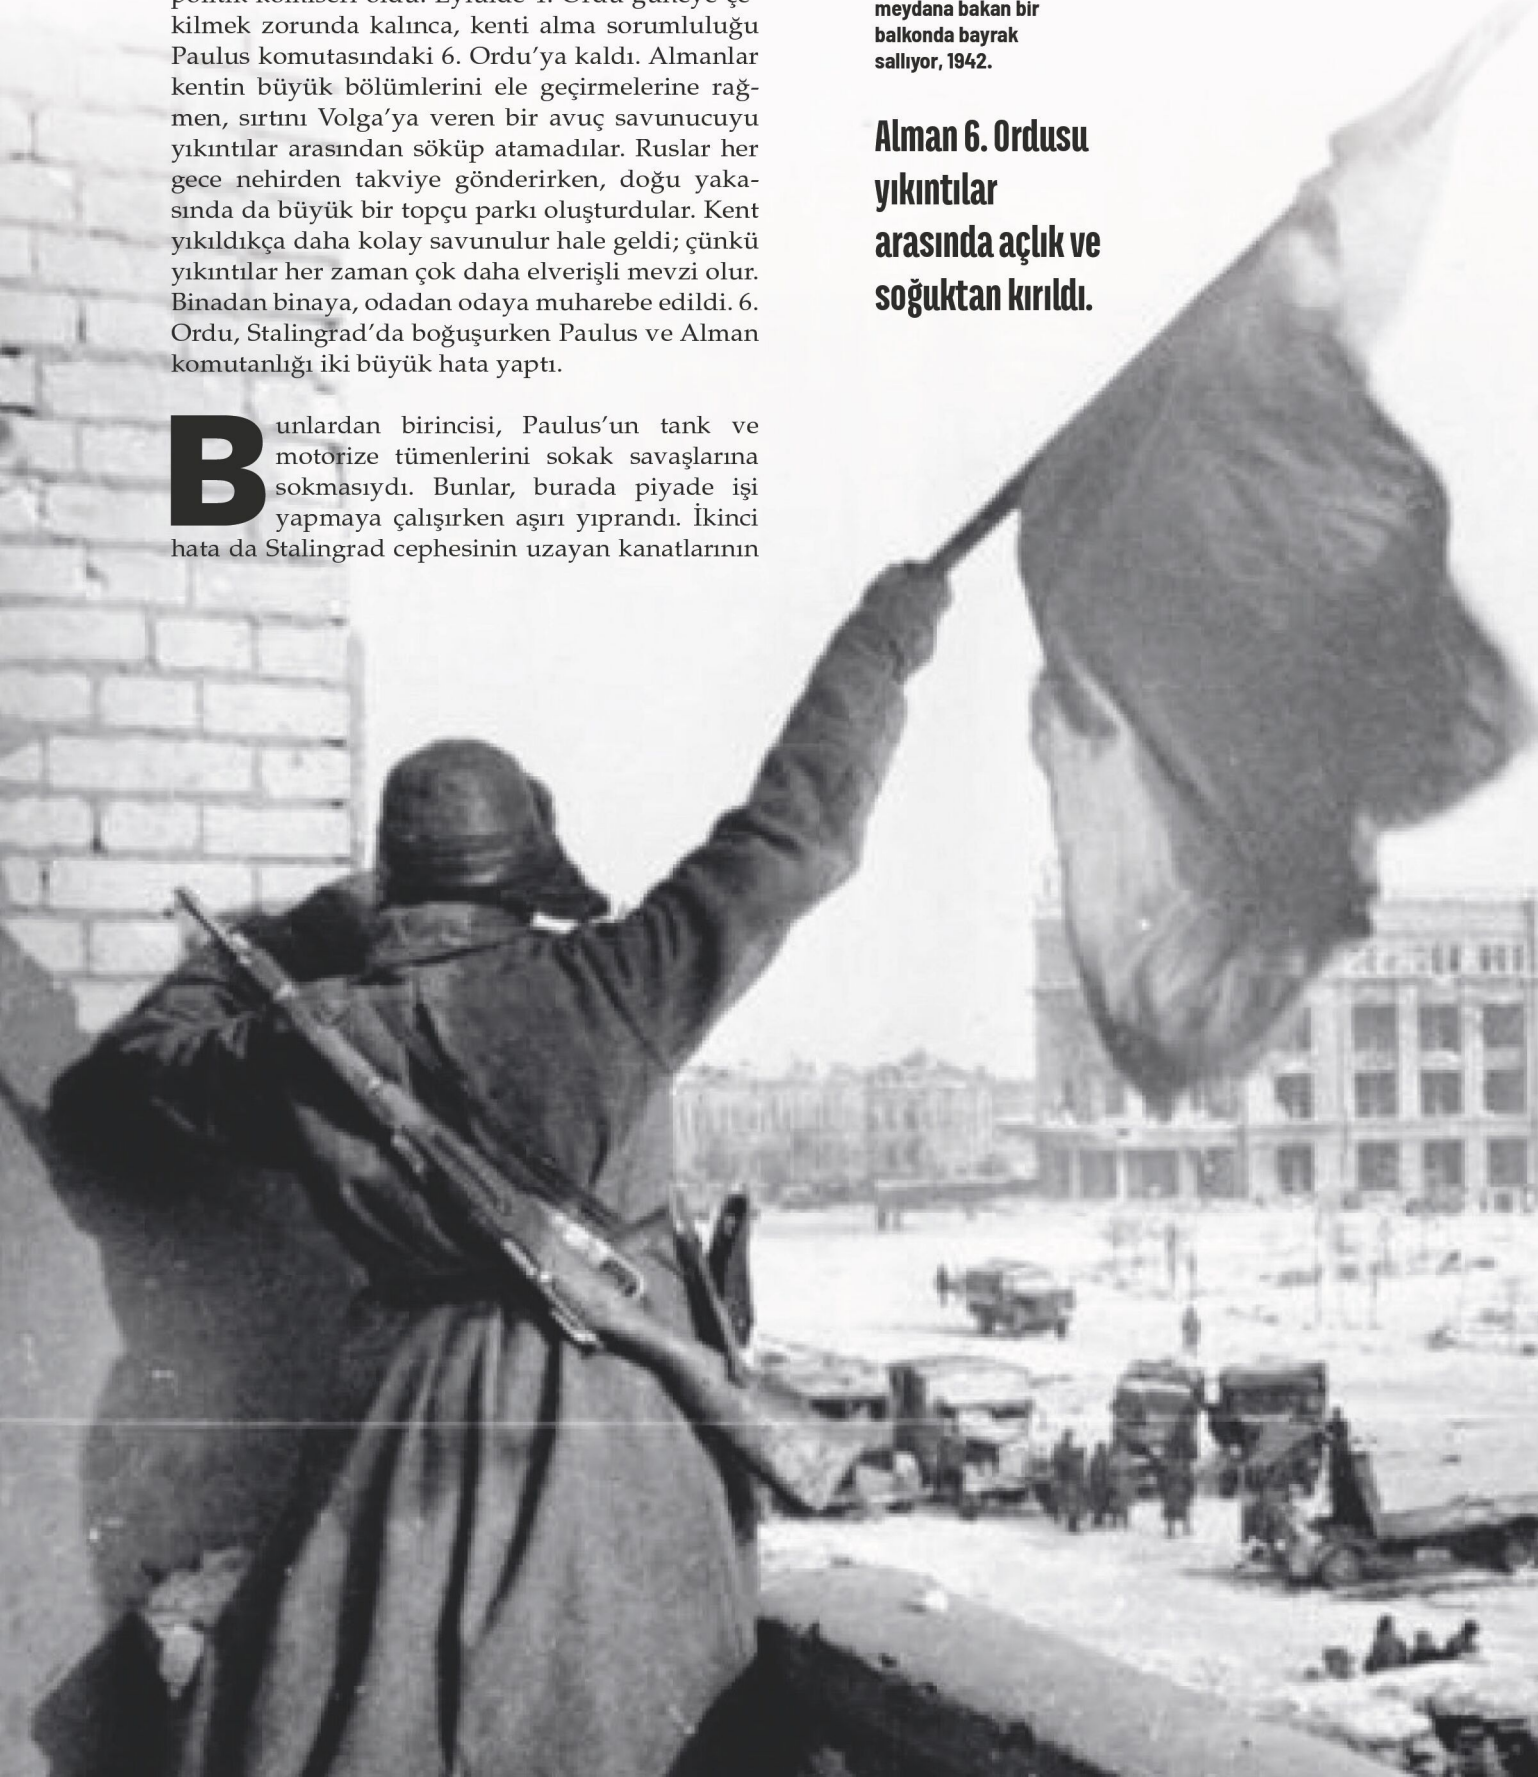 kilmek zorunda kalınca, kenti alma sorumluluğu
Paulus komutasındaki 6. Ordu’ya kaldı. Almanlar
kentin büyük bölümlerini ele geçirmelerine rağ-
men, sırtını Volga’ya veren bir avuç savunucuyu
yıkıntılar arasından söküp atamadılar. Ruslar her
gece nehirden takviye gönderirken, doğu yaka-
sında da büyük bir topçu parkı oluşturdular. Kent
yıkıldıkça daha kolay savunulur hale geldi; çünkü
yıkıntılar her zaman çok daha elverişli mevzi olur.
Binadan binaya, odadan odaya muharebe edildi. 6.
Ordu, Stalingrad’da boğuşurken Paulus ve Alman
komutanlığı iki büyük hata yaptı.
Bunlardan birincisi, Paulus’un tank ve
motorize tümenlerini sokak savaşlarına
sokmasıydı. Bunlar, burada piyade işi
yapmaya çalışırken aşırı yıprandı. İkinci
hata da Stalingrad cephesinin uzayan kanatlarının
meydana bakan bir
balkonda bayrak
sallıyor, 1942.
Alman 6. Ordusu
yıkıntılar
arasında açlık ve
soğuktan kırıldı.